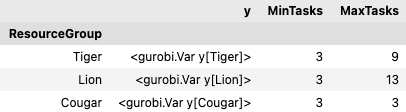 y MinTasks MaxTasks
ResourceGroup
Tiger <gurobi.Var y[Tiger]> 3 9
Lion <gurobi.Var y[Lion]> 3 13
Cougar <gurobi.Var y[Cougar]> 3 3